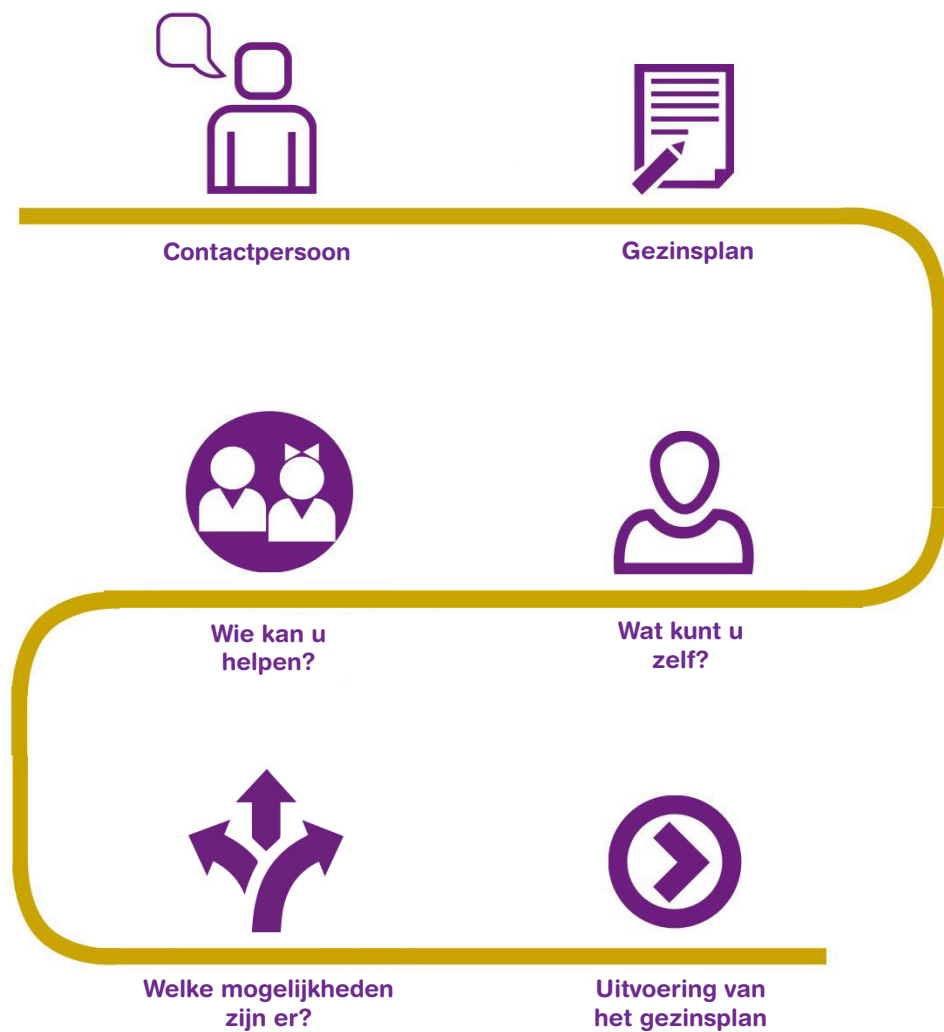 Contactpersoon
Gezinsplan
Wat kunt u
zelf?
Wie kan u
helpen?
Welke mogelijkheden
zijn er?
Uitvoering van
het gezinsplan